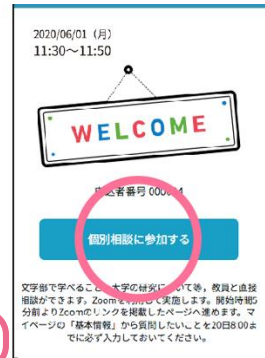 2020/06/01（月）
11:30～11:50
WELCOME
者番号 000
個別相談に参加する
文学部で学べること 大学の研究 いて等，教員と直接
相談ができます。Zoomを利用して実施します。開始時間5
分前よりZoomのリンクを掲載したページへ進めます。マ
イページの「基本情報」から質問したいことを20日8:00ま
でに必ず入力しておいてください。